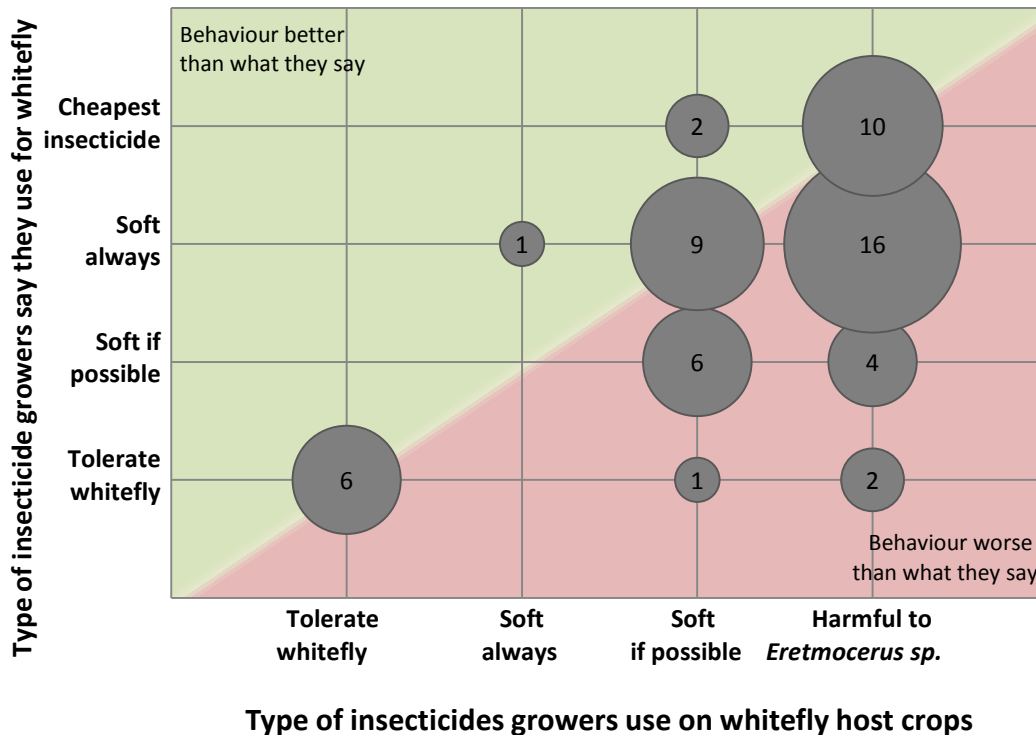 Type of insecticide growers say they use for whitefly
Behaviour better
than what they say
Cheapest
insecticide
2
10
Soft
always
1
9
16
Soft if
possible
6
4
Tolerate
whitefly
6
1
2
Behaviour worse
than what they say
Tolerate
whitefly
Soft
always
Soft
if possible
Harmful to
Eretmocerus sp.
Type of insecticides growers use on whitefly host crops